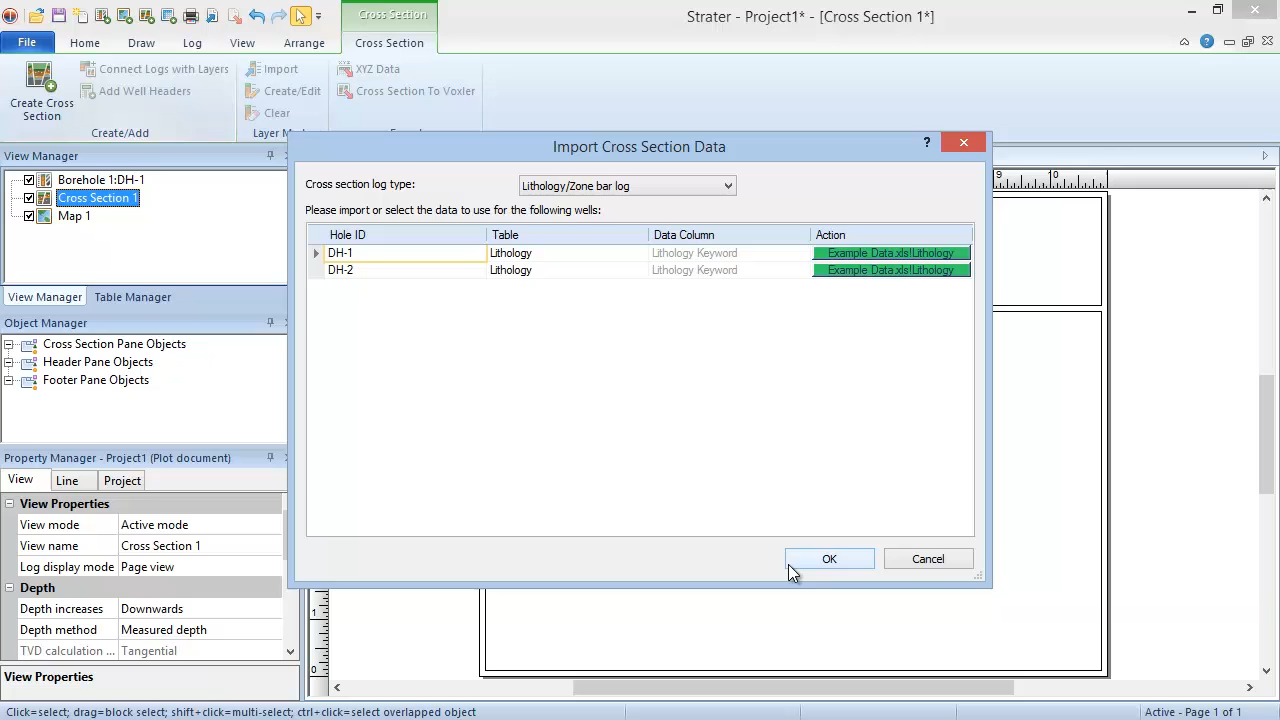 Cross Section
Strater - Project1* - [Cross Section 1*]
File
Home
Draw
Log
View
Arrange
Cross Section
Create Cross
Section
Connect Logs with Layers
Add Well Headers
Create/Add
Import
Create/Edit
Clear
XYZ Data
Cross Section To Voxler
View Manager
Borehole 1:DH-1
Cross Section 1
Map 1
View Manager
Table Manager
Object Manager
Cross Section Pane Objects
Header Pane Objects
Footer Pane Objects
Property Manager - Project1 (Plot document)
View
Line
Project
View Properties
View mode Active mode
View name Cross Section 1
Log display mode Page view
Depth
Depth increases Downwards
Depth method Measured depth
TVD calculation ... Tangential
View Properties
Import Cross Section Data
?
Cross section log type:
Lithology/Zone bar log
Please import or select the data to use for the following wells:
Hole ID Table Data Column Action
DH-1 Lithology Lithology Keyword Example Data.xls!Lithology
DH-2 Lithology Lithology Keyword Example Data.xls!Lithology
OK
Cancel
9
10
1
0
Click=select; drag=block select; shift+click=multi-select; ctrl+click=select overlapped object
Active - Page 1 of 1